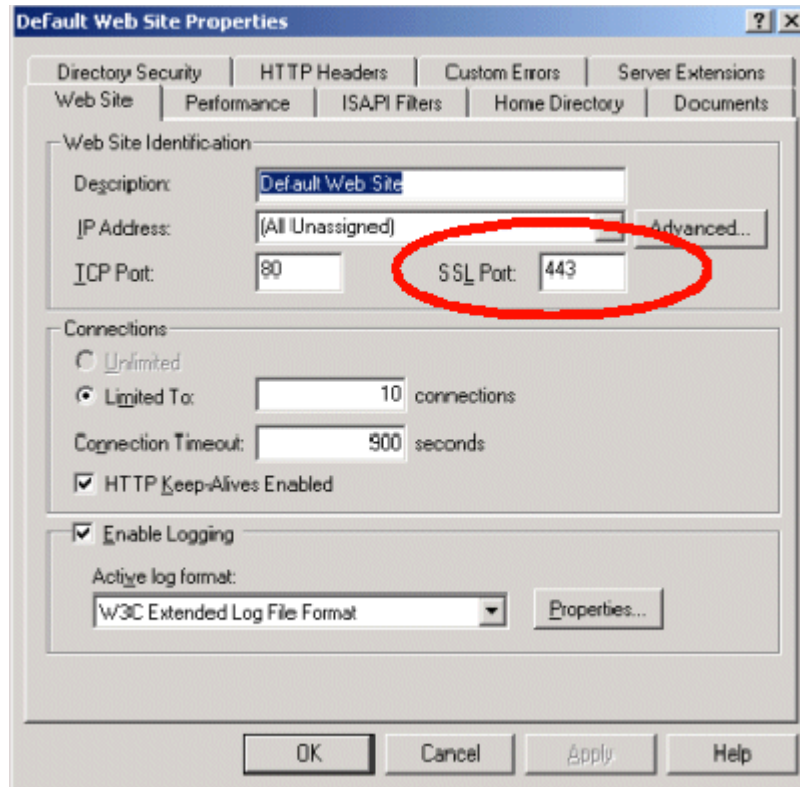 Default Web Site Properties
Directory Security HTTP Headers Custom Errors Server Extensions
Web Site Performance ISAPI Filters Home Directory Documents
Web Site Identification
Description: Default Web Site
IP Address: (All Unassigned) Advanced...
TCP Port: 80 SSL Port: 443
Connections
Unlimited
Limited To: 10 connections
Connection Timeout: 900 seconds
HTTP Keep-Alives Enabled
Enable Logging
Active log format:
W3C Extended Log File Format Properties...
OK Cancel Apply Help